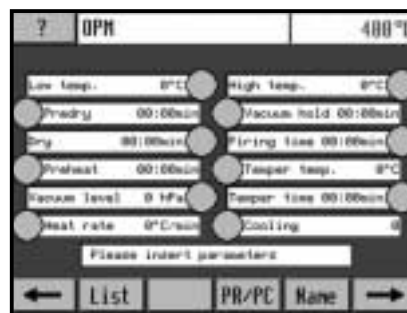 ? OPM 400°C
Low temp. 0°C High temp. 0°C
Predry 00:00min Vacuum hold 00:00min
Dry 00:00min Firing time 00:00min
Preheat 00:00min Temper temp. 0°C
Vacuum level 0 hPa Temper time 00:00min
Heat rate 0°C/min Cooling 0
Please insert parameters
List PR/PC Name